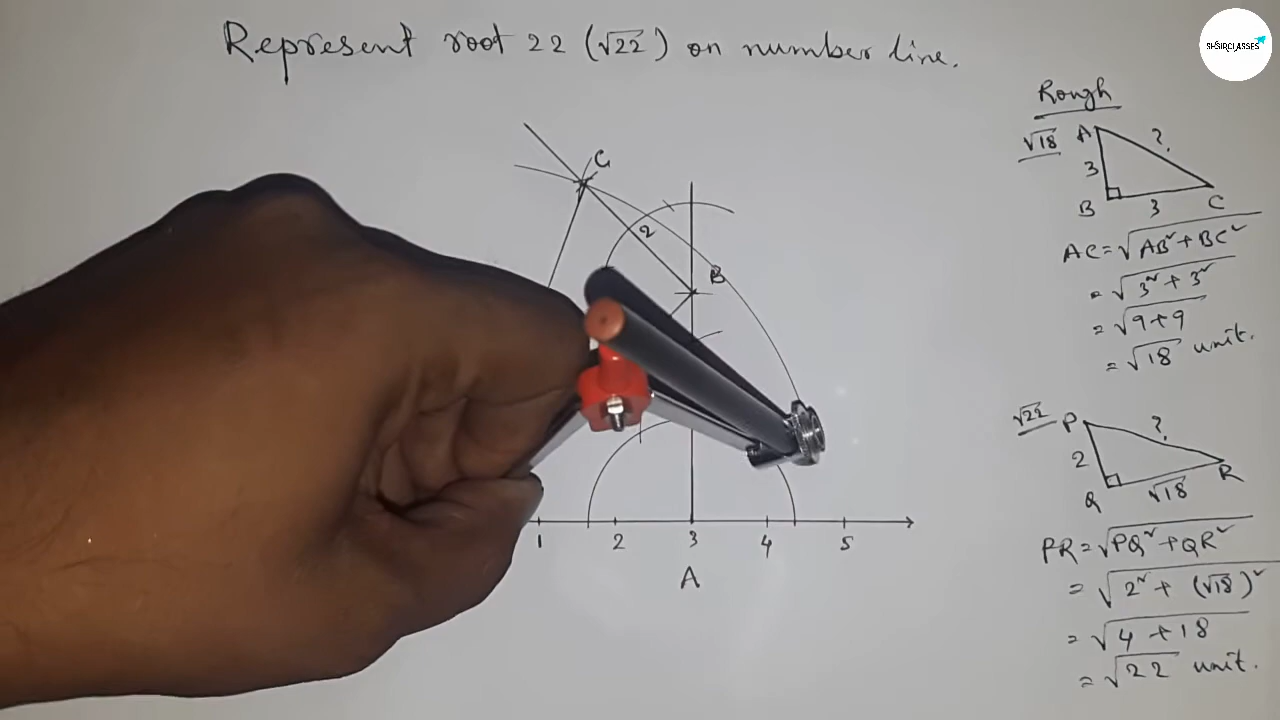 Represent root 22 (√22) on number line.
SHSIRCLASSES
C
2
B
1 2 3 4 5
A
Rough
√18
A
?
3
B
3
C
AC = √AB² + BC²
= √3² + 3²
= √9+9
= √18 unit.
√22
P
?
2
Q
√18
R
PR = √PQ² + QR²
= √2² + (√18)²
= √4 + 18
= √22 unit.